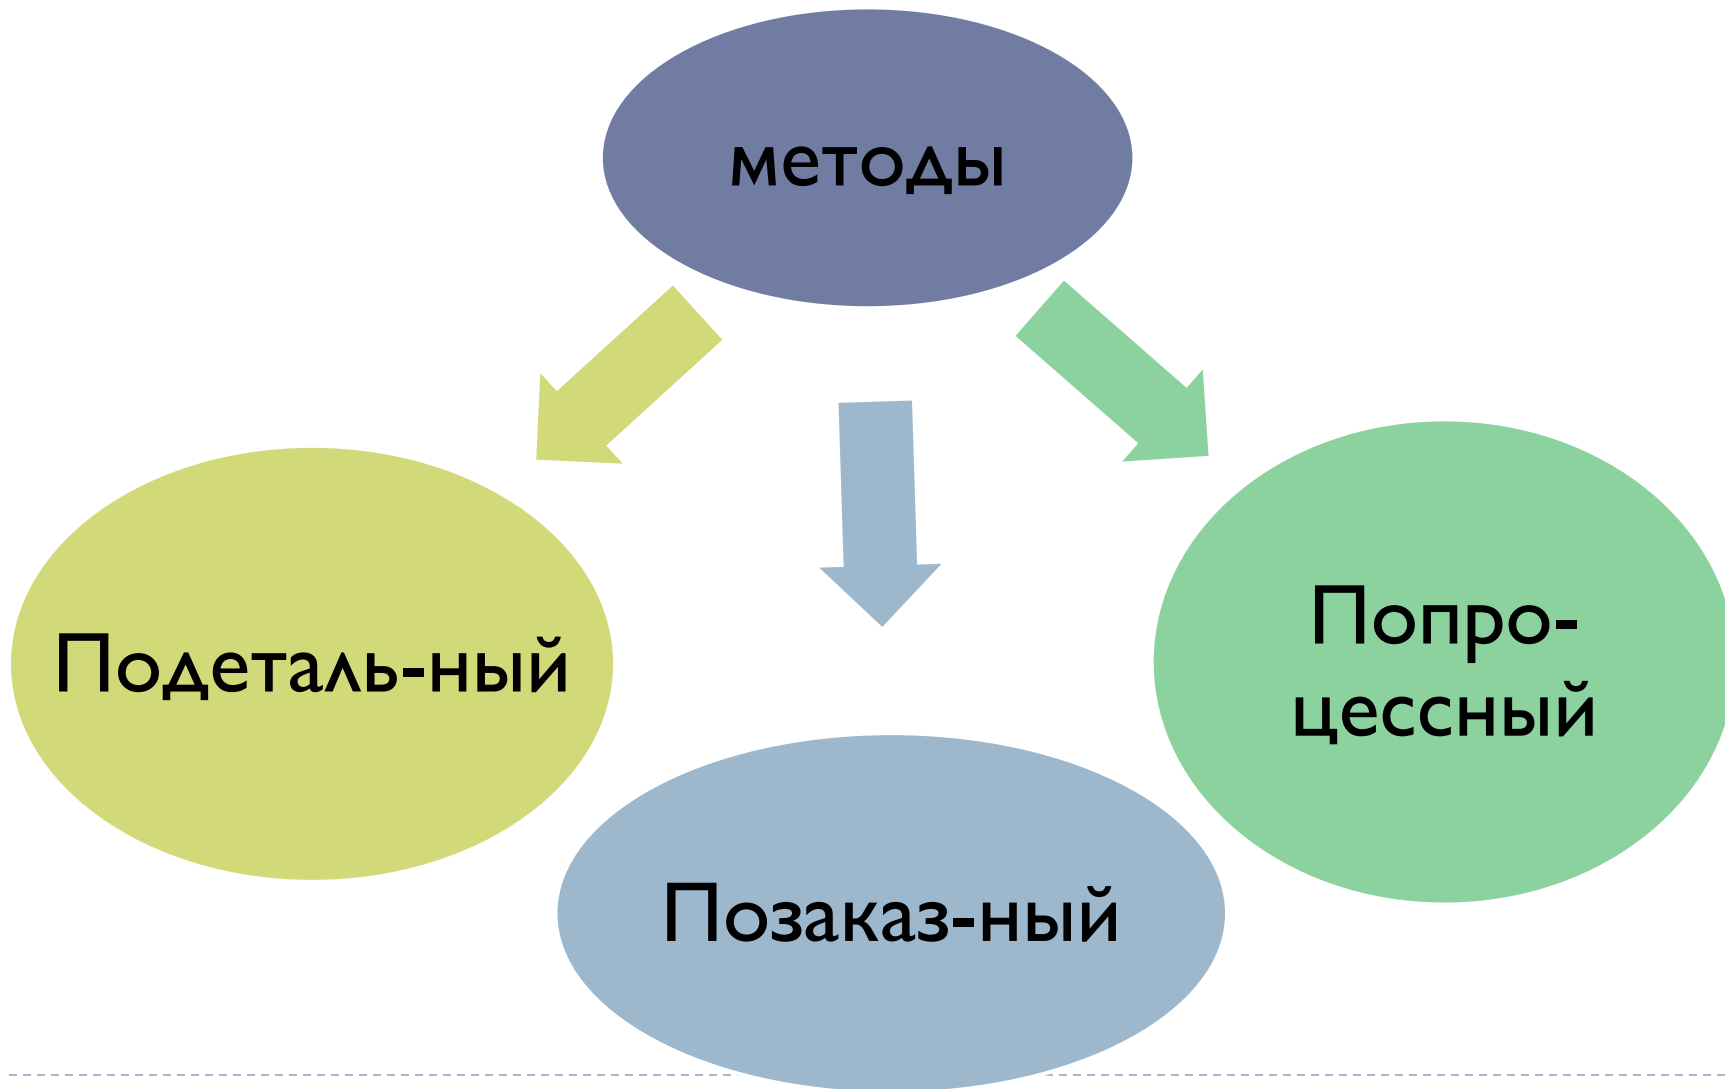 методы
Подеталь-ный
Попро-
цессный
Позаказ-ный